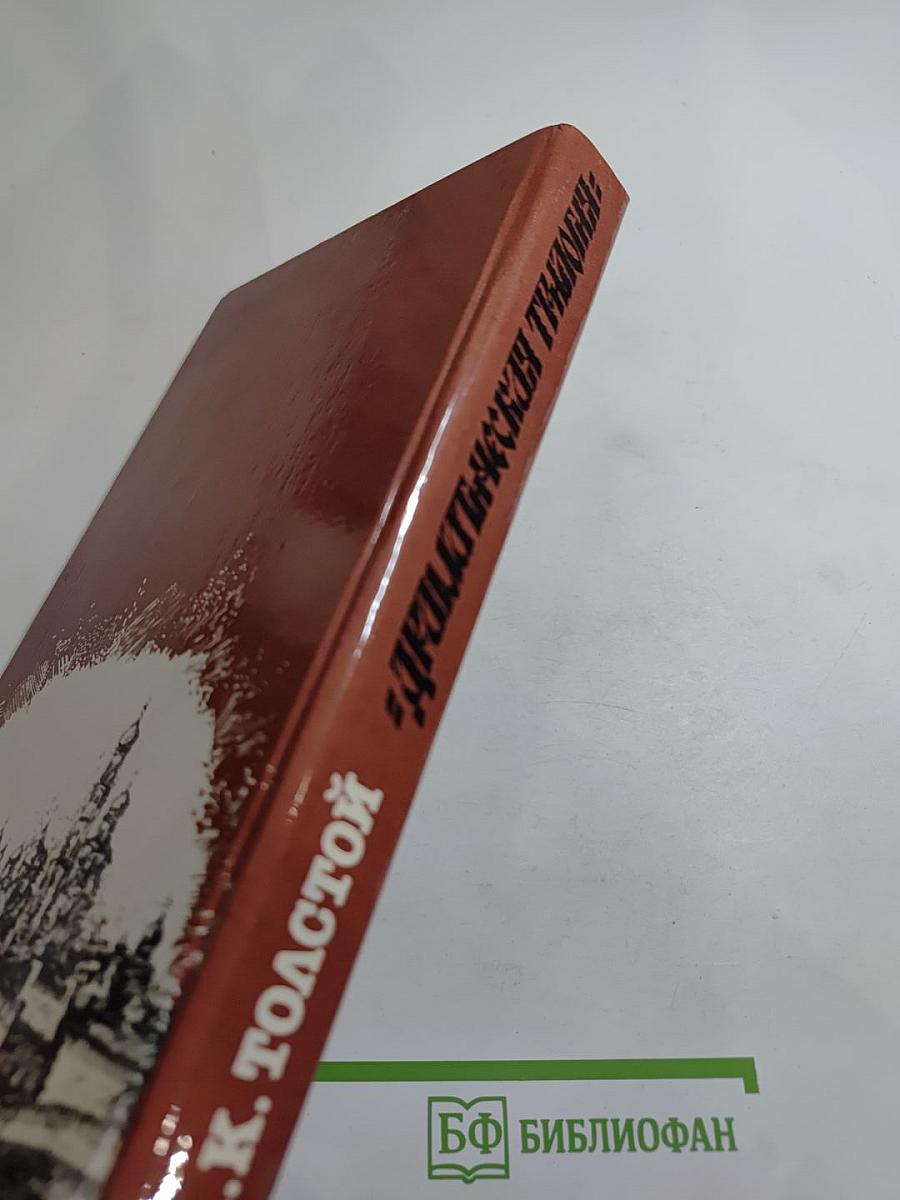 .К. ТОЛСТОЙ
=ДРАМАТИЧЕСКАЯ ТРИЛОГИЯ=
БФ БИБЛИОФАН